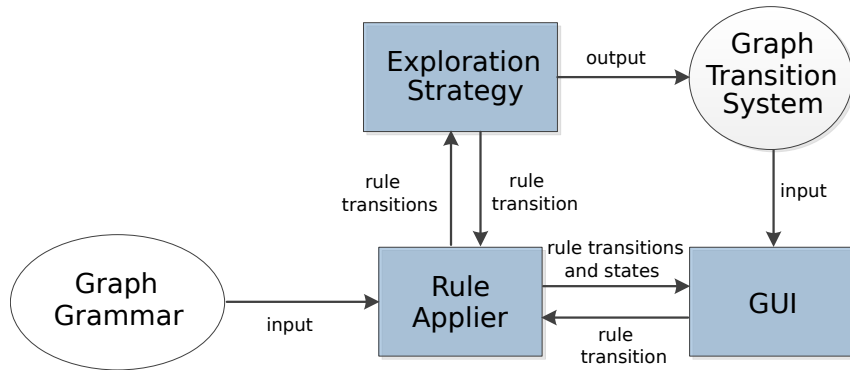 Exploration
Strategy
output
Graph
Transition
System
rule
transitions
rule
transition
input
Graph
Grammar
input
Rule
Applier
rule transitions
and states
rule
transition
GUI